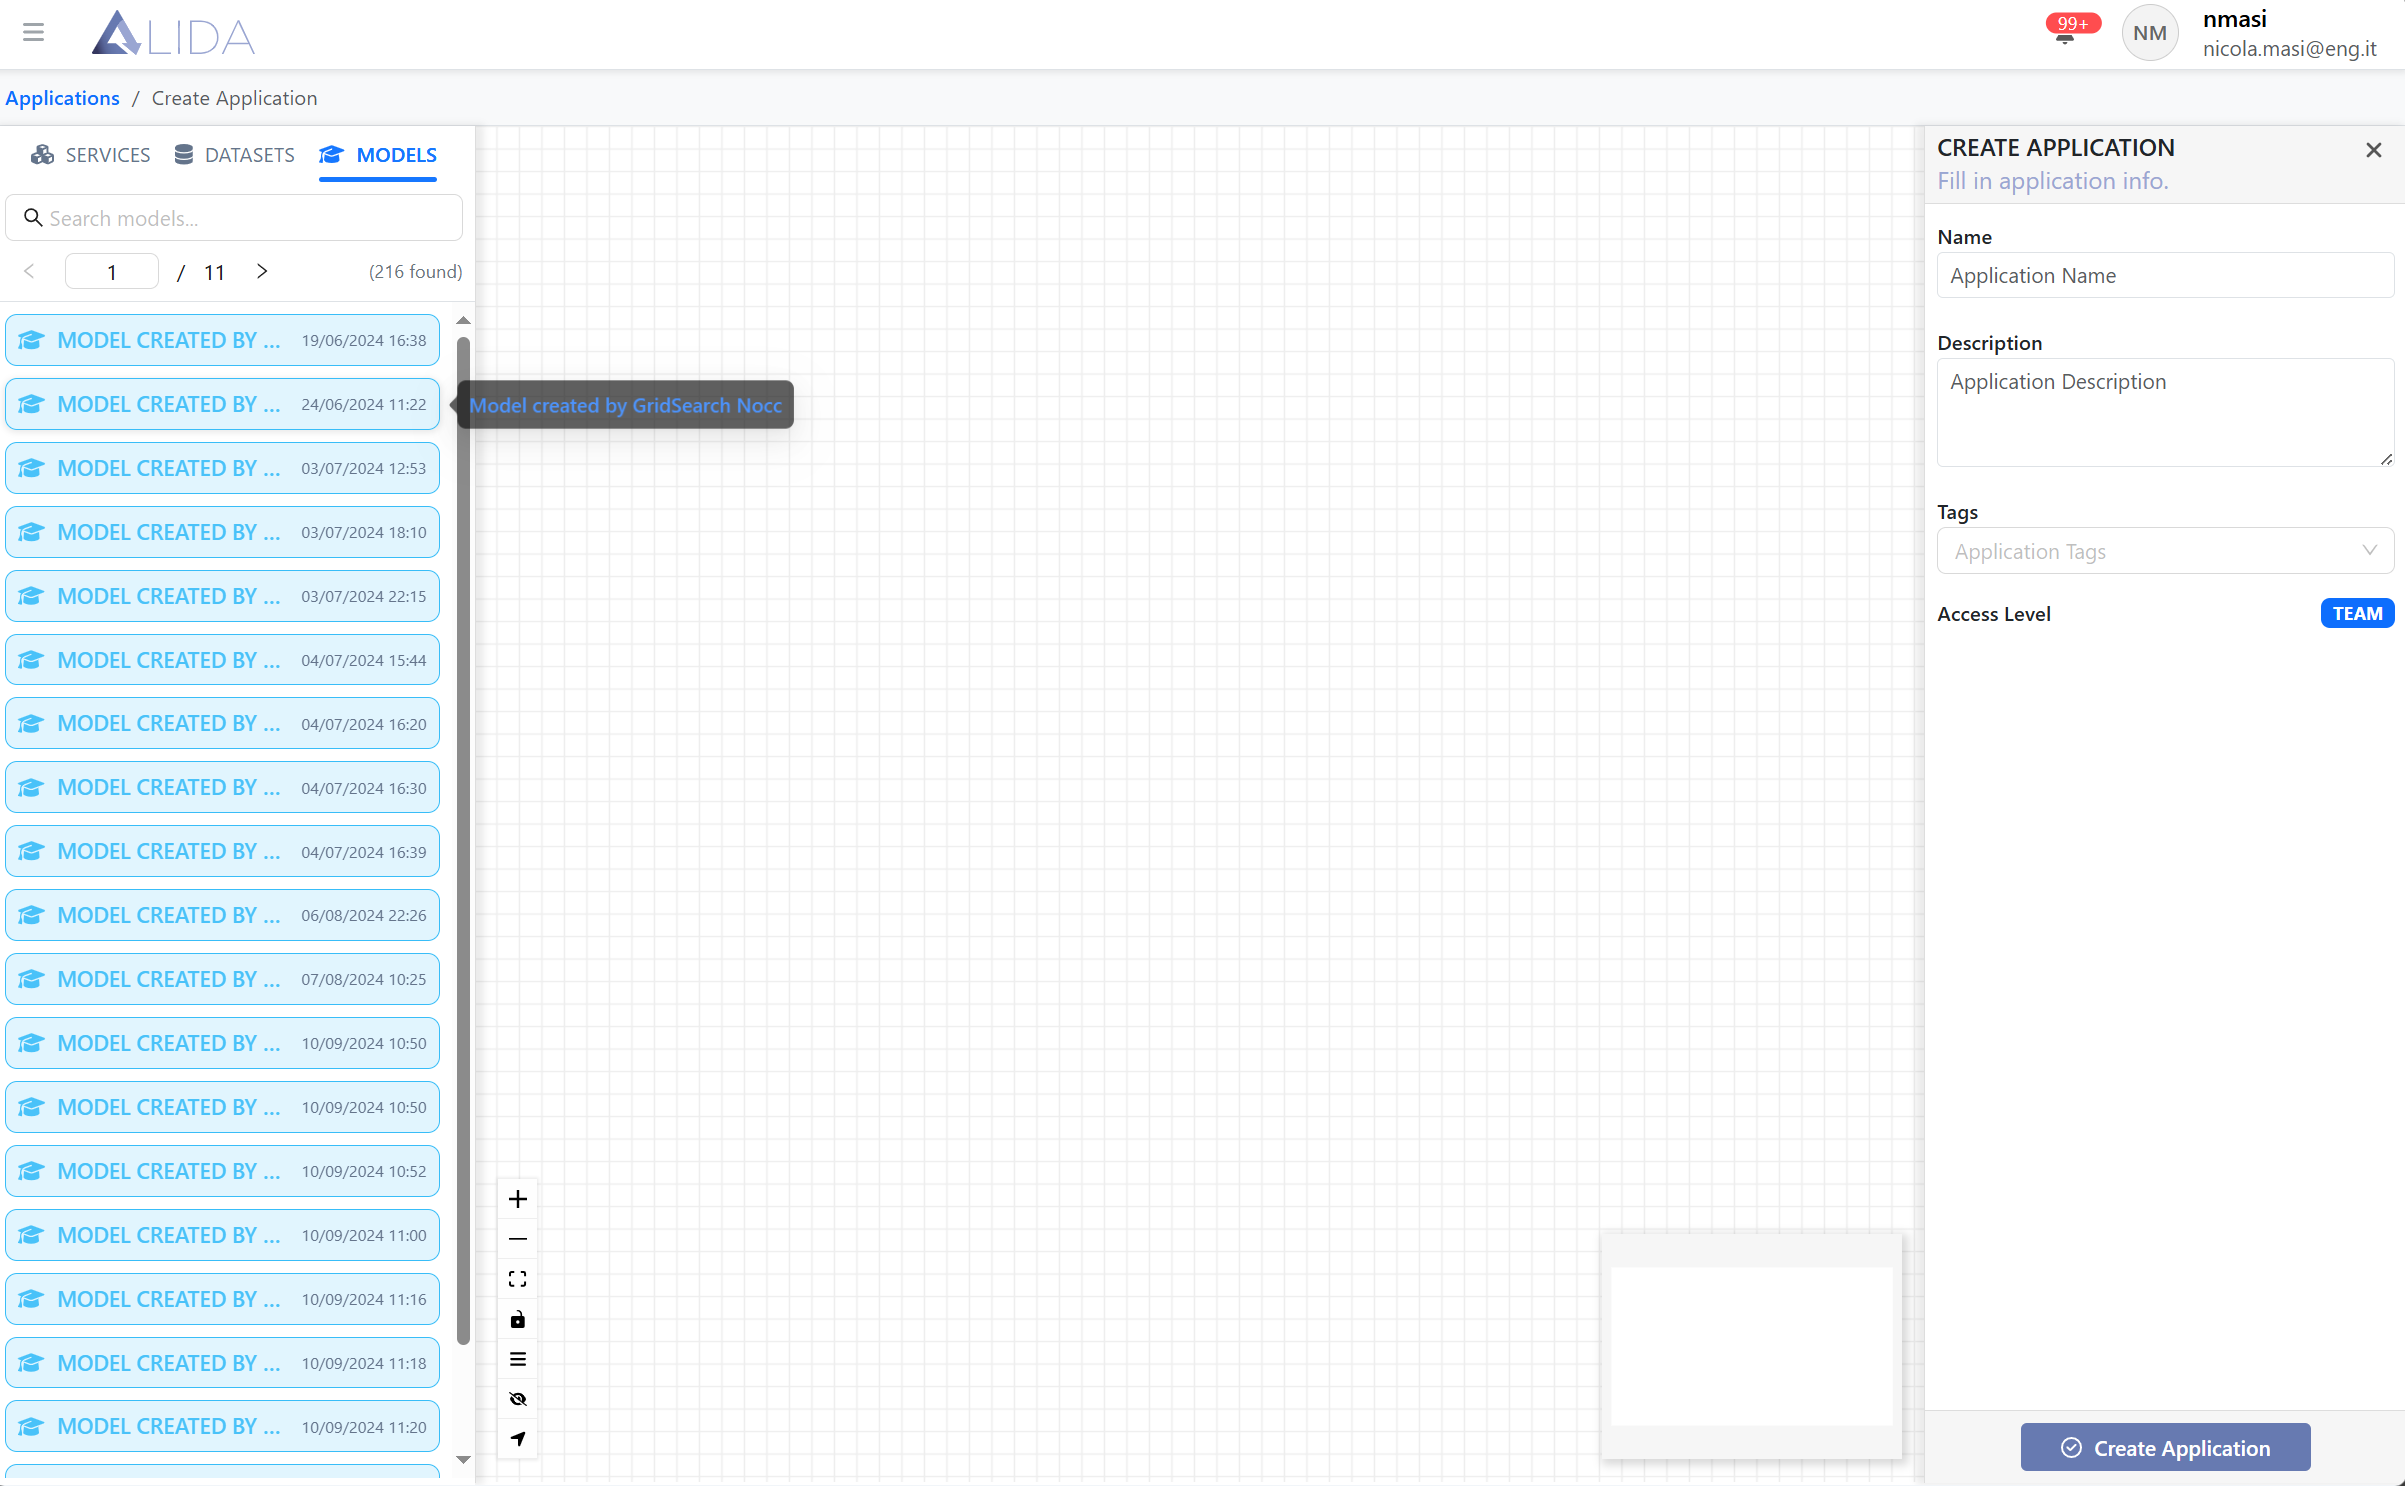 LIDA
99+
NM
nmasi
nicola.masi@eng.it
Applications / Create Application
SERVICES
DATASETS
MODELS
Search models...
1 / 11
(216 found)
MODEL CREATED BY ... 19/06/2024 16:38
MODEL CREATED BY ... 24/06/2024 11:22
Model created by GridSearch Nocc
MODEL CREATED BY ... 03/07/2024 12:53
MODEL CREATED BY ... 03/07/2024 18:10
MODEL CREATED BY ... 03/07/2024 22:15
MODEL CREATED BY ... 04/07/2024 15:44
MODEL CREATED BY ... 04/07/2024 16:20
MODEL CREATED BY ... 04/07/2024 16:30
MODEL CREATED BY ... 04/07/2024 16:39
MODEL CREATED BY ... 06/08/2024 22:26
MODEL CREATED BY ... 07/08/2024 10:25
MODEL CREATED BY ... 10/09/2024 10:50
MODEL CREATED BY ... 10/09/2024 10:50
MODEL CREATED BY ... 10/09/2024 10:52
MODEL CREATED BY ... 10/09/2024 11:00
MODEL CREATED BY ... 10/09/2024 11:16
MODEL CREATED BY ... 10/09/2024 11:18
MODEL CREATED BY ... 10/09/2024 11:20
CREATE APPLICATION
Fill in application info.
Name
Application Name
Description
Application Description
Tags
Application Tags
Access Level
TEAM
Create Application